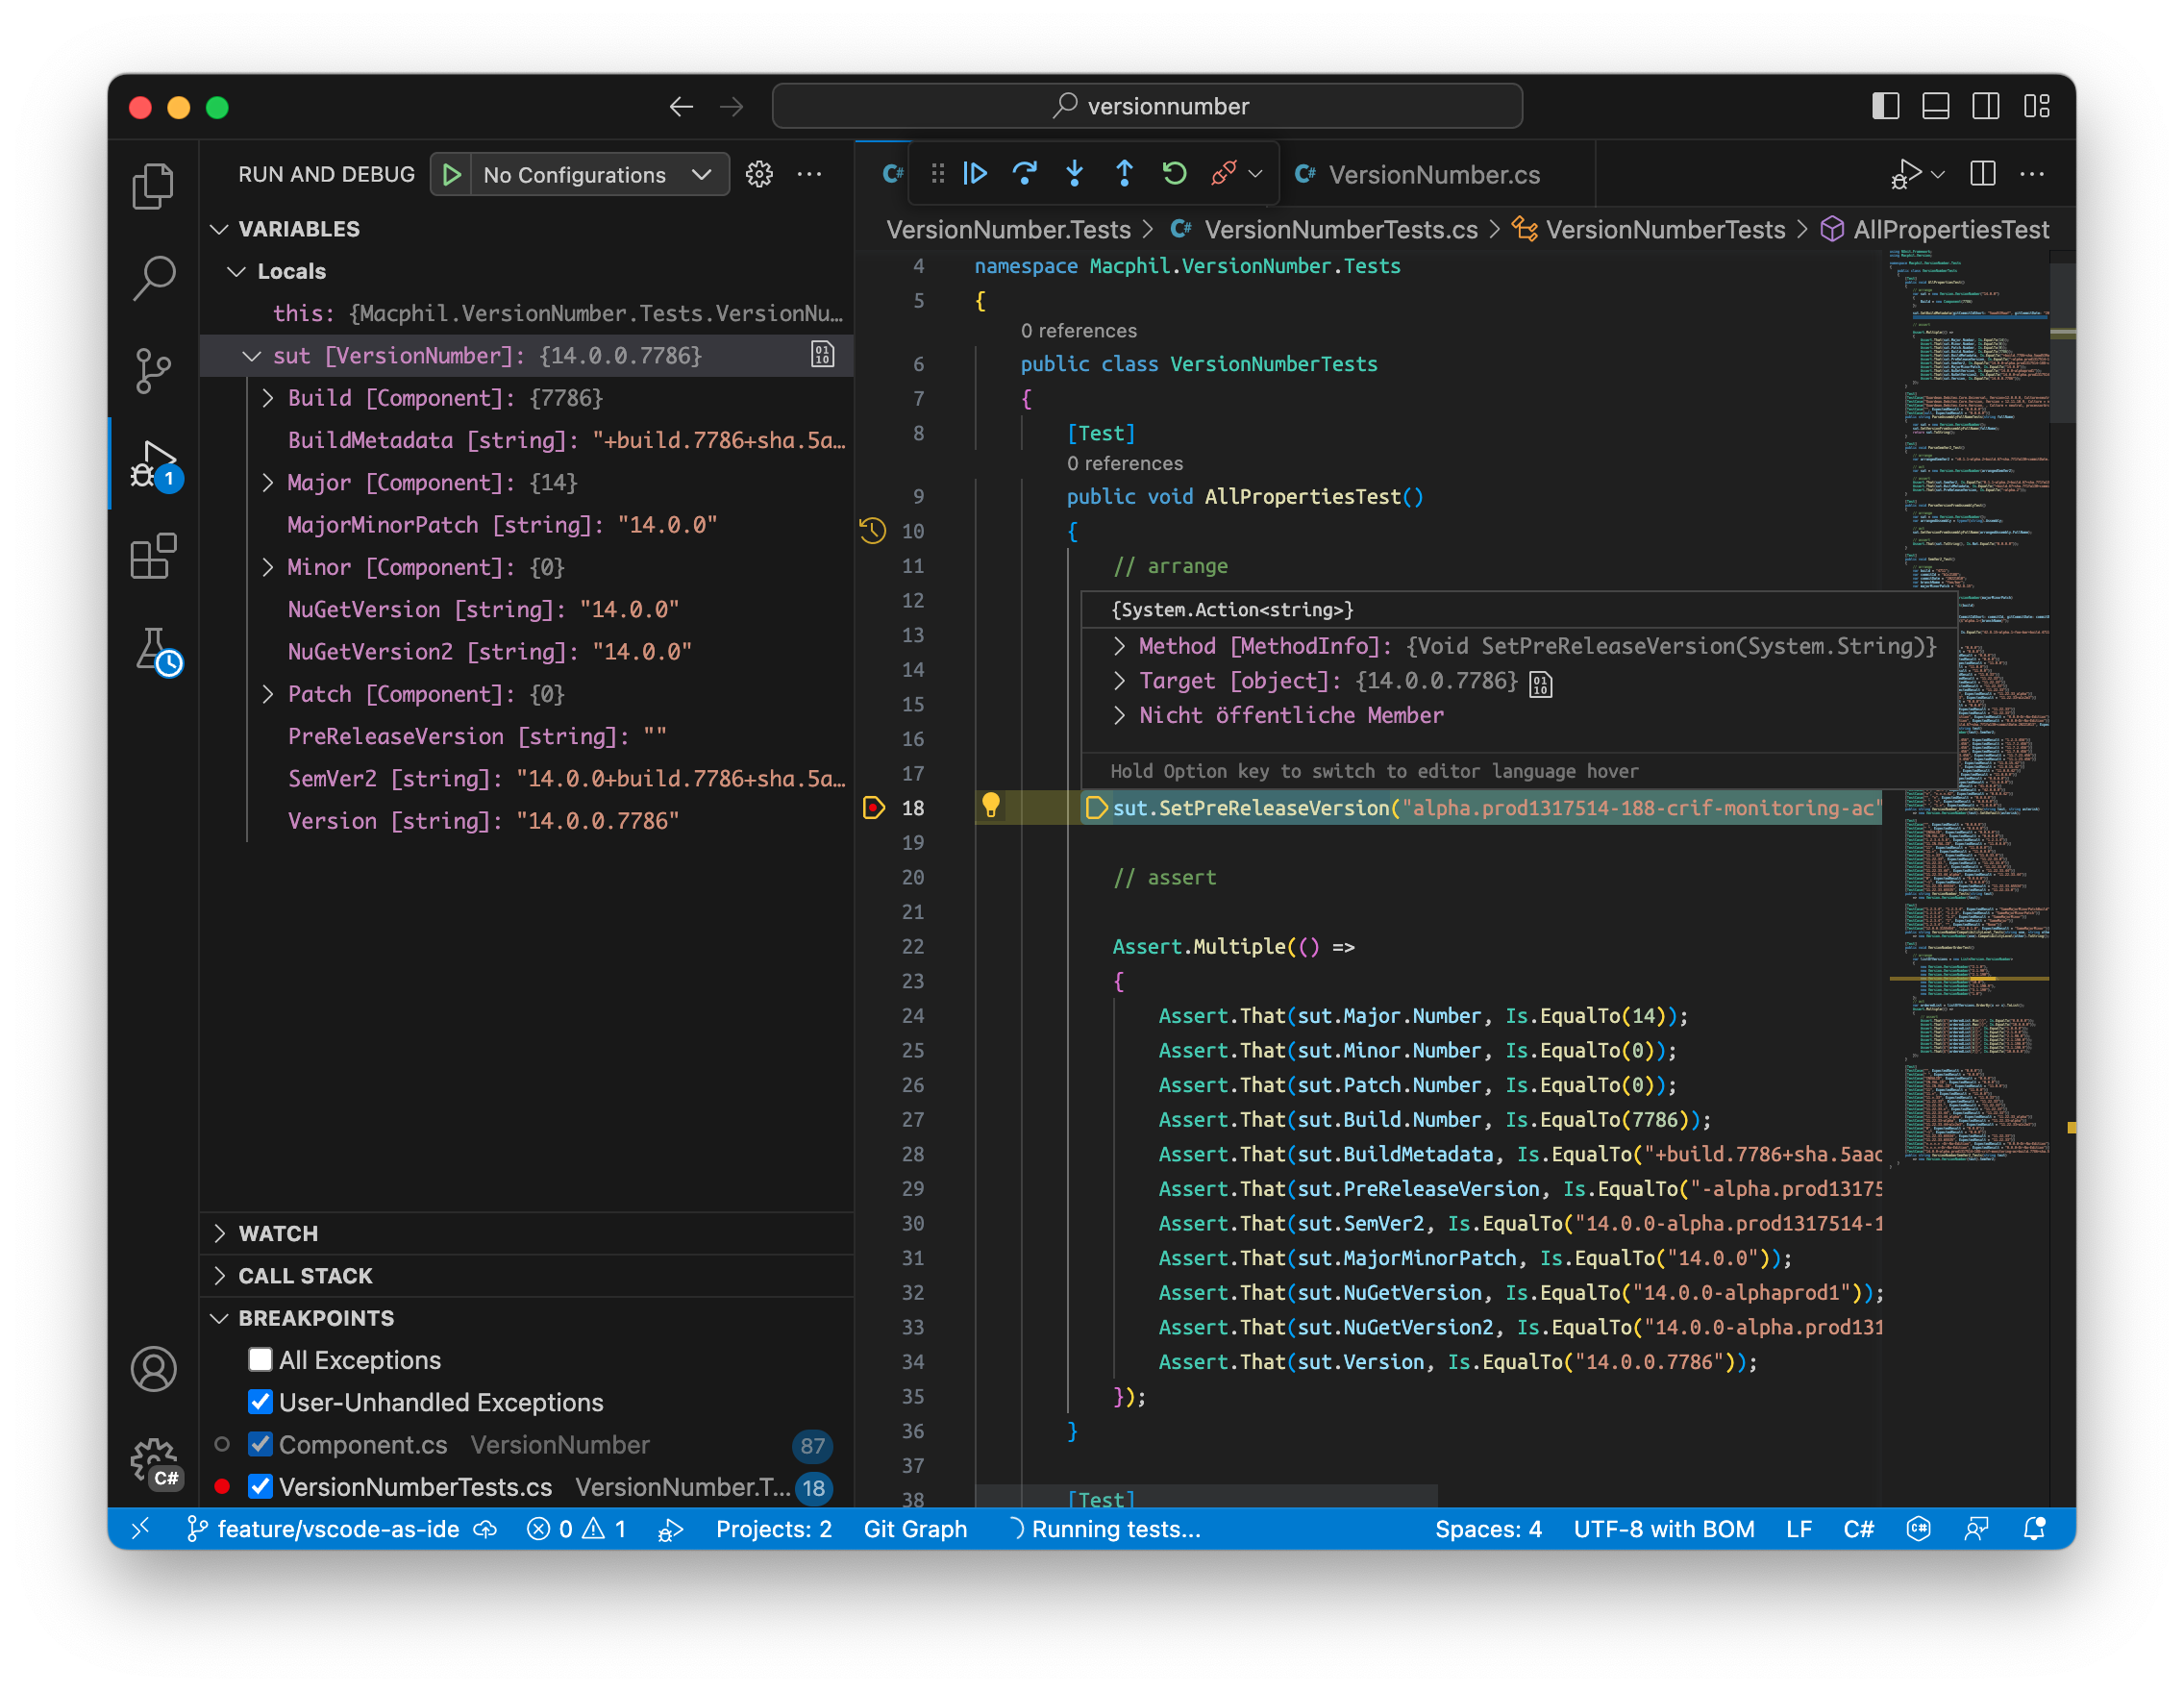 versionnumber
RUN AND DEBUG
No Configurations
VersionNumber.cs
VARIABLES
Locals
this: {Macphil.VersionNumber.Tests.VersionNu…
sut [VersionNumber]: {14.0.0.7786}
Build [Component]: {7786}
BuildMetadata [string]: "+build.7786+sha.5a…
Major [Component]: {14}
MajorMinorPatch [string]: "14.0.0"
Minor [Component]: {0}
NuGetVersion [string]: "14.0.0"
NuGetVersion2 [string]: "14.0.0"
Patch [Component]: {0}
PreReleaseVersion [string]: ""
SemVer2 [string]: "14.0.0+build.7786+sha.5a…
Version [string]: "14.0.0.7786"
1
WATCH
CALL STACK
BREAKPOINTS
All Exceptions
User-Unhandled Exceptions
Component.cs VersionNumber 87
VersionNumberTests.cs VersionNumber.T… 18
C#
VersionNumber.Tests > C# VersionNumberTests.cs > VersionNumberTests > AllPropertiesTest
4 namespace Macphil.VersionNumber.Tests
5 {
0 references
6 public class VersionNumberTests
7 {
8 [Test]
0 references
9 public void AllPropertiesTest()
10 {
11 // arrange
12
13
14
15
16
17
{System.Action<string>}
Method [MethodInfo]: {Void SetPreReleaseVersion(System.String)}
Target [object]: {14.0.0.7786}
Nicht öffentliche Member
Hold Option key to switch to editor language hover
18 sut.SetPreReleaseVersion("alpha.prod1317514-188-crif-monitoring-ac"
19
20 // assert
21
22 Assert.Multiple(() =>
23 {
24 Assert.That(sut.Major.Number, Is.EqualTo(14));
25 Assert.That(sut.Minor.Number, Is.EqualTo(0));
26 Assert.That(sut.Patch.Number, Is.EqualTo(0));
27 Assert.That(sut.Build.Number, Is.EqualTo(7786));
28 Assert.That(sut.BuildMetadata, Is.EqualTo("+build.7786+sha.5aac
29 Assert.That(sut.PreReleaseVersion, Is.EqualTo("-alpha.prod13175
30 Assert.That(sut.SemVer2, Is.EqualTo("14.0.0-alpha.prod1317514-1
31 Assert.That(sut.MajorMinorPatch, Is.EqualTo("14.0.0"));
32 Assert.That(sut.NuGetVersion, Is.EqualTo("14.0.0-alphaprod1"));
33 Assert.That(sut.NuGetVersion2, Is.EqualTo("14.0.0-alpha.prod131
34 Assert.That(sut.Version, Is.EqualTo("14.0.0.7786"));
35 });
36 }
37
38 [Test]
feature/vscode-as-ide 0 1 Projects: 2 Git Graph Running tests... Spaces: 4 UTF-8 with BOM LF C#